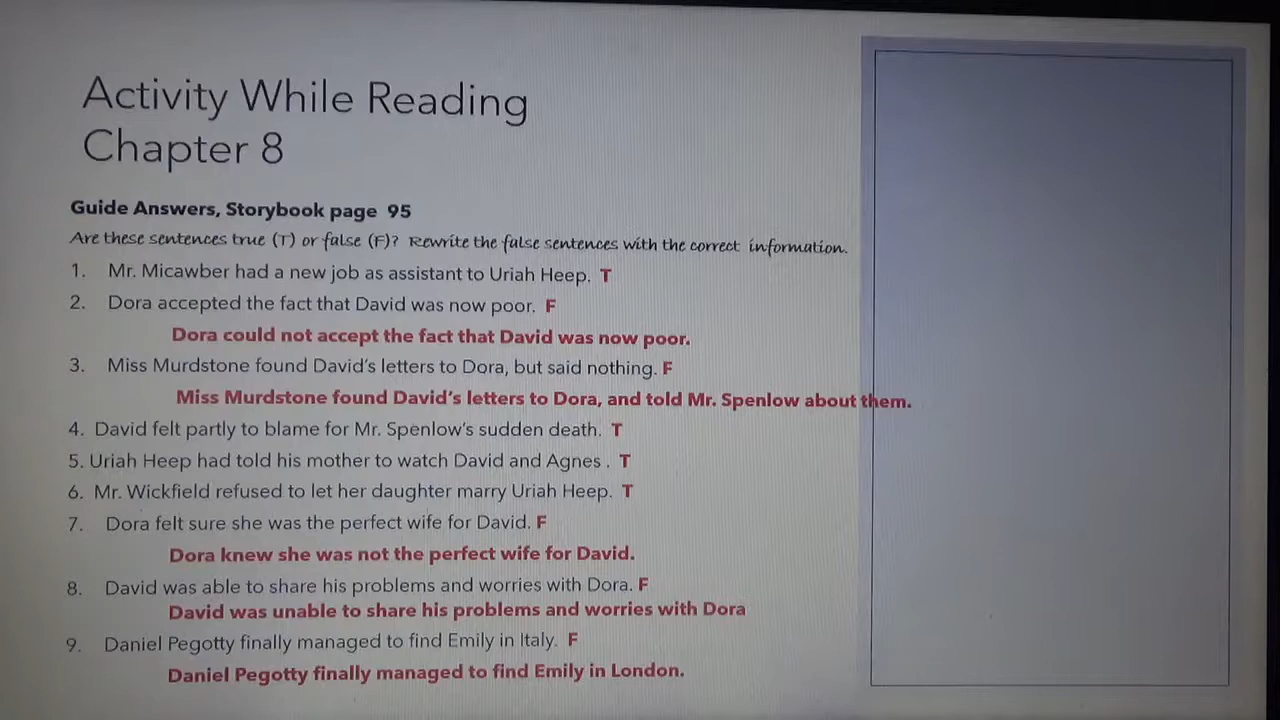 Activity While Reading
Chapter 8
Guide Answers, Storybook page 95
Are these sentences true (T) or false (F)? Rewrite the false sentences with the correct information.
1. Mr. Micawber had a new job as assistant to Uriah Heep. T
2. Dora accepted the fact that David was now poor. F
Dora could not accept the fact that David was now poor.
3. Miss Murdstone found David's letters to Dora, but said nothing. F
Miss Murdstone found David's letters to Dora, and told Mr. Spenlow about them.
4. David felt partly to blame for Mr. Spenlow's sudden death. T
5. Uriah Heep had told his mother to watch David and Agnes . T
6. Mr. Wickfield refused to let her daughter marry Uriah Heep. T
7. Dora felt sure she was the perfect wife for David. F
Dora knew she was not the perfect wife for David.
8. David was able to share his problems and worries with Dora. F
David was unable to share his problems and worries with Dora
9. Daniel Pegotty finally managed to find Emily in Italy. F
Daniel Pegotty finally managed to find Emily in London.